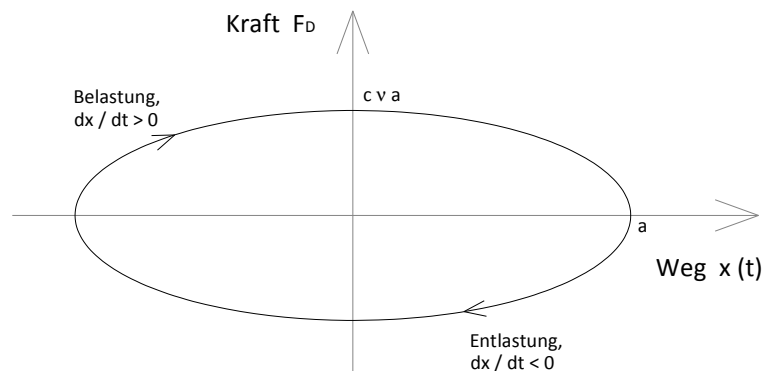 Kraft FD
Belastung,
dx / dt > 0
c ν a
a
Weg x (t)
Entlastung,
dx / dt < 0